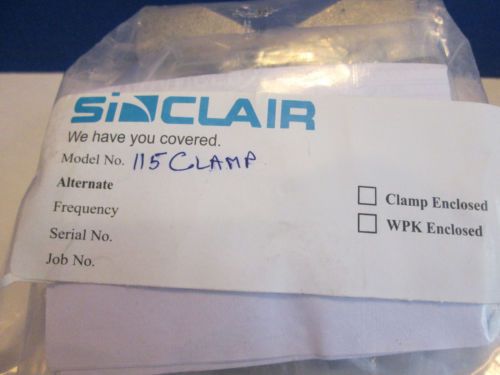 SINCLAIR
We have you covered.
Model No. 115 CLAMP
Alternate
Frequency
Serial No.
Job No.
Clamp Enclosed
WPK Enclosed